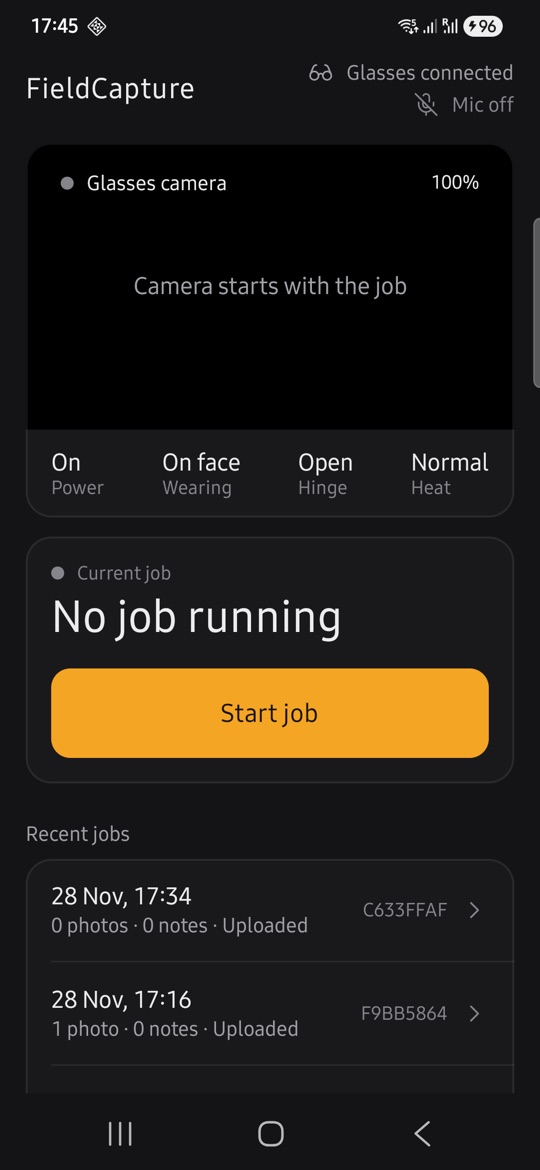 17:45
96
FieldCapture
Glasses connected
Mic off
Glasses camera
100%
Camera starts with the job
On
Power
On face
Wearing
Open
Hinge
Normal
Heat
Current job
No job running
Start job
Recent jobs
28 Nov, 17:34
0 photos · 0 notes · Uploaded
C633FFAF
28 Nov, 17:16
1 photo · 0 notes · Uploaded
F9BB5864